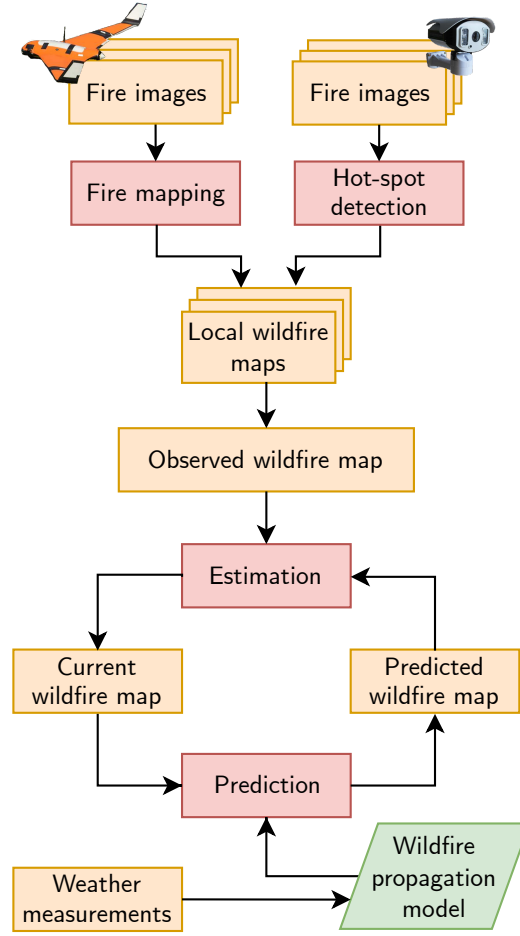 Fire images
Fire images
Fire mapping
Hot-spot
detection
Local wildfire
maps
Observed wildfire map
Estimation
Current
wildfire map
Predicted
wildfire map
Prediction
Weather
measurements
Wildfire
propagation
model